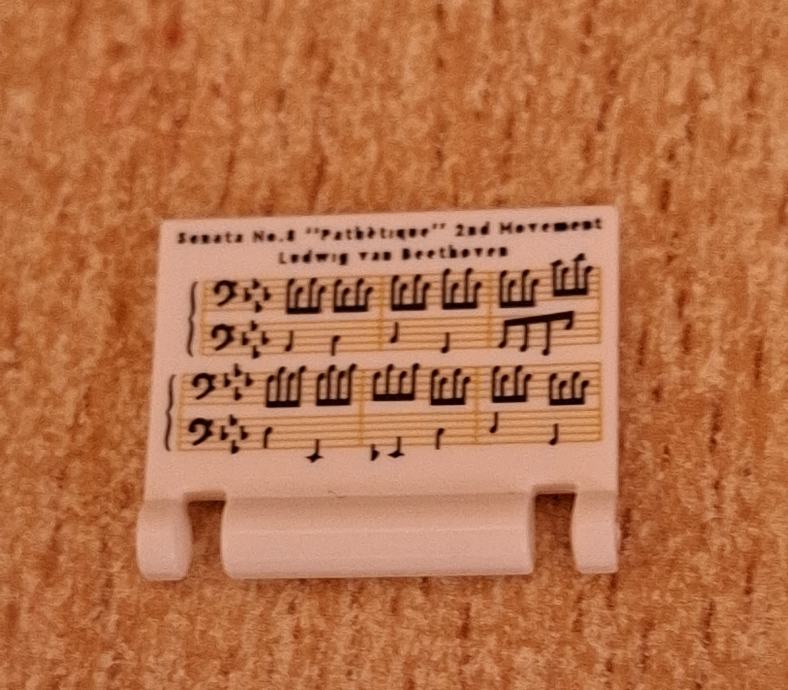 Sonata No.8 "Pathètique" 2nd Movement
Ludwig van Beethoven